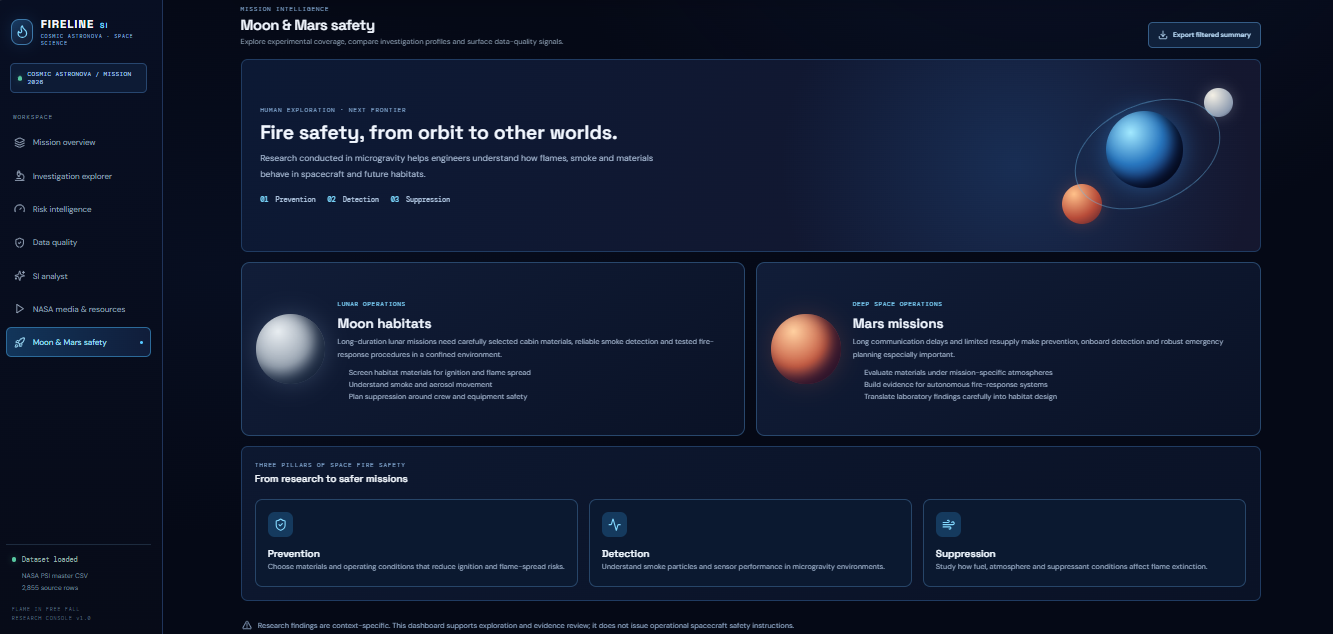 FIRELINE SI
COSMIC ASTRONOVA · SPACE
SCIENCE
COSMIC ASTRONOVA / MISSION
2026
WORKSPACE
Mission overview
Investigation explorer
Risk intelligence
Data quality
SI analyst
NASA media & resources
Moon & Mars safety
Dataset loaded
NASA PSI master CSV
2,855 source rows
FLAME IN FREE FALL
RESEARCH CONSOLE v1.0
MISSION INTELLIGENCE
Moon & Mars safety
Explore experimental coverage, compare investigation profiles and surface data-quality signals.
Export filtered summary
HUMAN EXPLORATION · NEXT FRONTIER
Fire safety, from orbit to other worlds.
Research conducted in microgravity helps engineers understand how flames, smoke and materials
behave in spacecraft and future habitats.
01 Prevention 02 Detection 03 Suppression
LUNAR OPERATIONS
Moon habitats
Long-duration lunar missions need carefully selected cabin materials, reliable smoke detection and tested fire-
response procedures in a confined environment.
Screen habitat materials for ignition and flame spread
Understand smoke and aerosol movement
Plan suppression around crew and equipment safety
DEEP SPACE OPERATIONS
Mars missions
Long communication delays and limited resupply make prevention, onboard detection and robust emergency
planning especially important.
Evaluate materials under mission-specific atmospheres
Build evidence for autonomous fire-response systems
Translate laboratory findings carefully into habitat design
THREE PILLARS OF SPACE FIRE SAFETY
From research to safer missions
Prevention
Choose materials and operating conditions that reduce ignition and flame-spread risks.
Detection
Understand smoke particles and sensor performance in microgravity environments.
Suppression
Study how fuel, atmosphere and suppressant conditions affect flame extinction.
Research findings are context-specific. This dashboard supports exploration and evidence review; it does not issue operational spacecraft safety instructions.